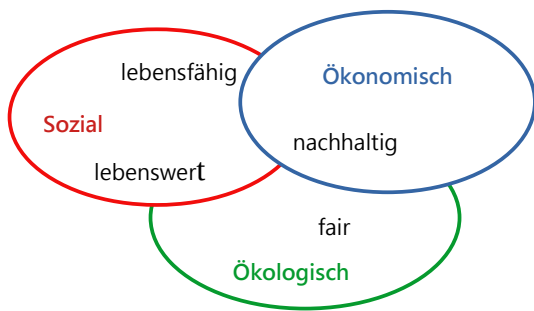 lebensfähig
Ökonomisch
Sozial
nachhaltig
lebenswert
fair
Ökologisch